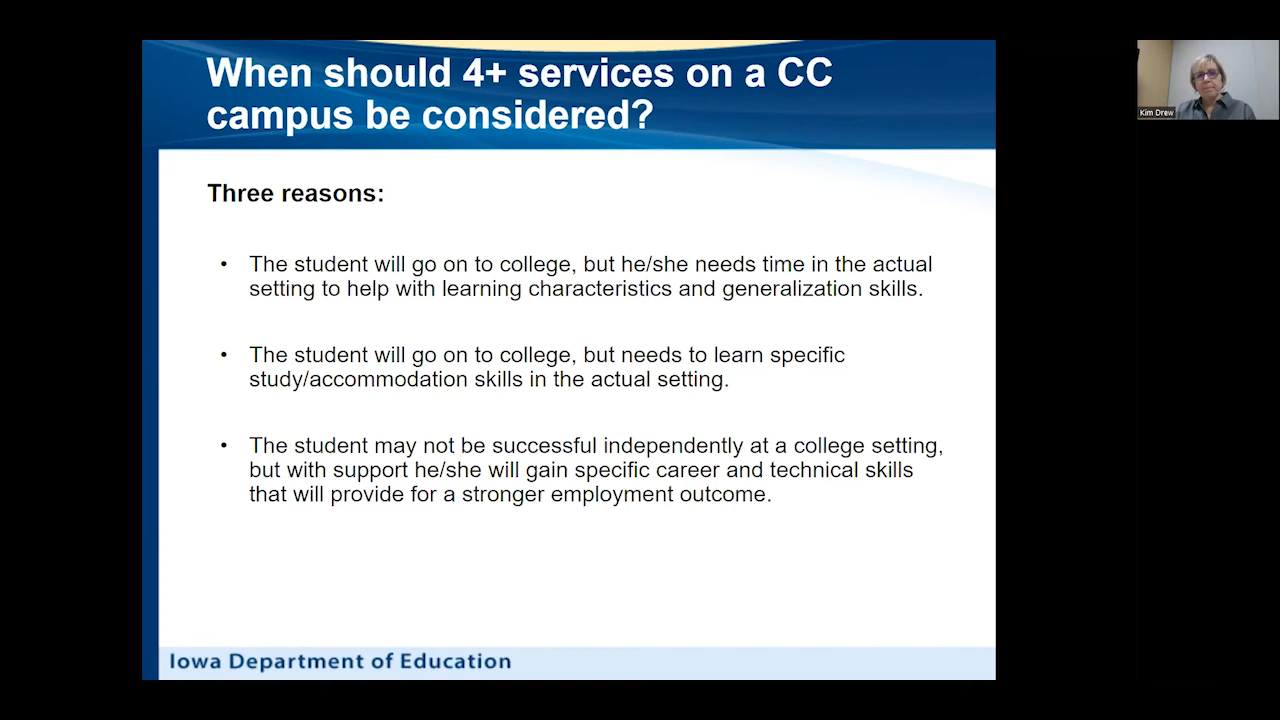 When should 4+ services on a CC
campus be considered?
Kim Drew
Three reasons:
• The student will go on to college, but he/she needs time in the actual
setting to help with learning characteristics and generalization skills.
• The student will go on to college, but needs to learn specific
study/accommodation skills in the actual setting.
• The student may not be successful independently at a college setting,
but with support he/she will gain specific career and technical skills
that will provide for a stronger employment outcome.
Iowa Department of Education